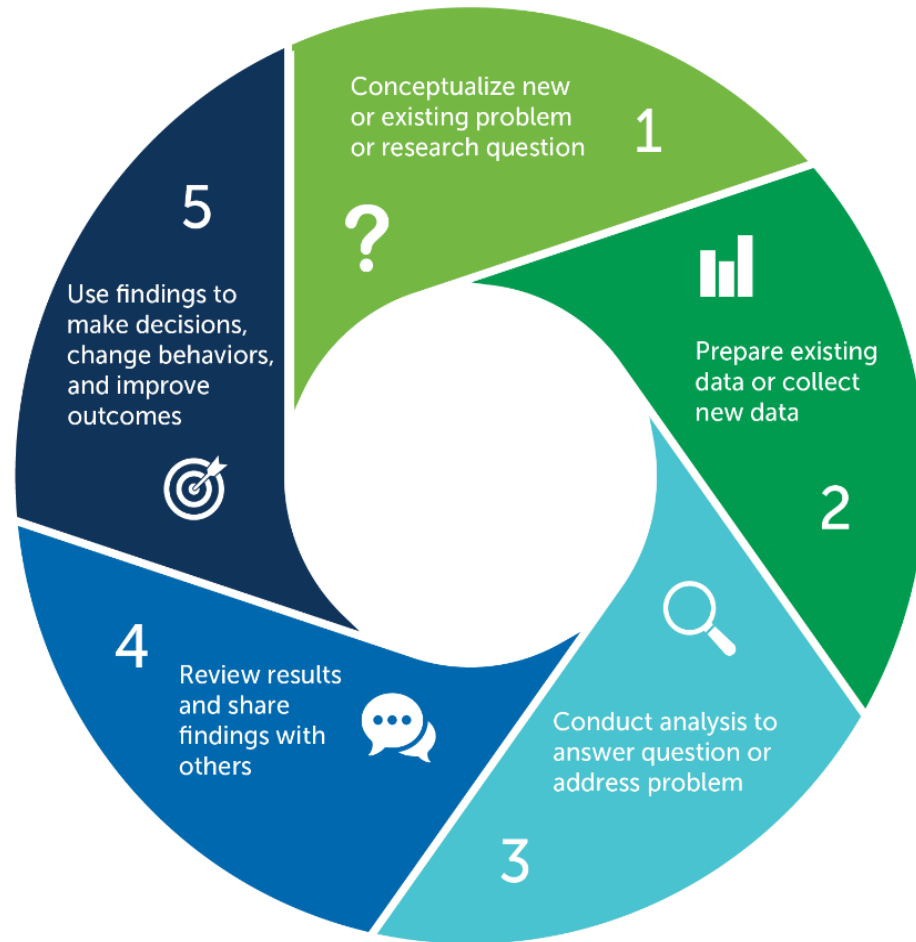 1
Conceptualize new
or existing problem
or research question
2
Prepare existing
data or collect
new data
3
Conduct analysis to
answer question or
address problem
4
Review results
and share
findings with
others
5
Use findings to
make decisions,
change behaviors,
and improve
outcomes